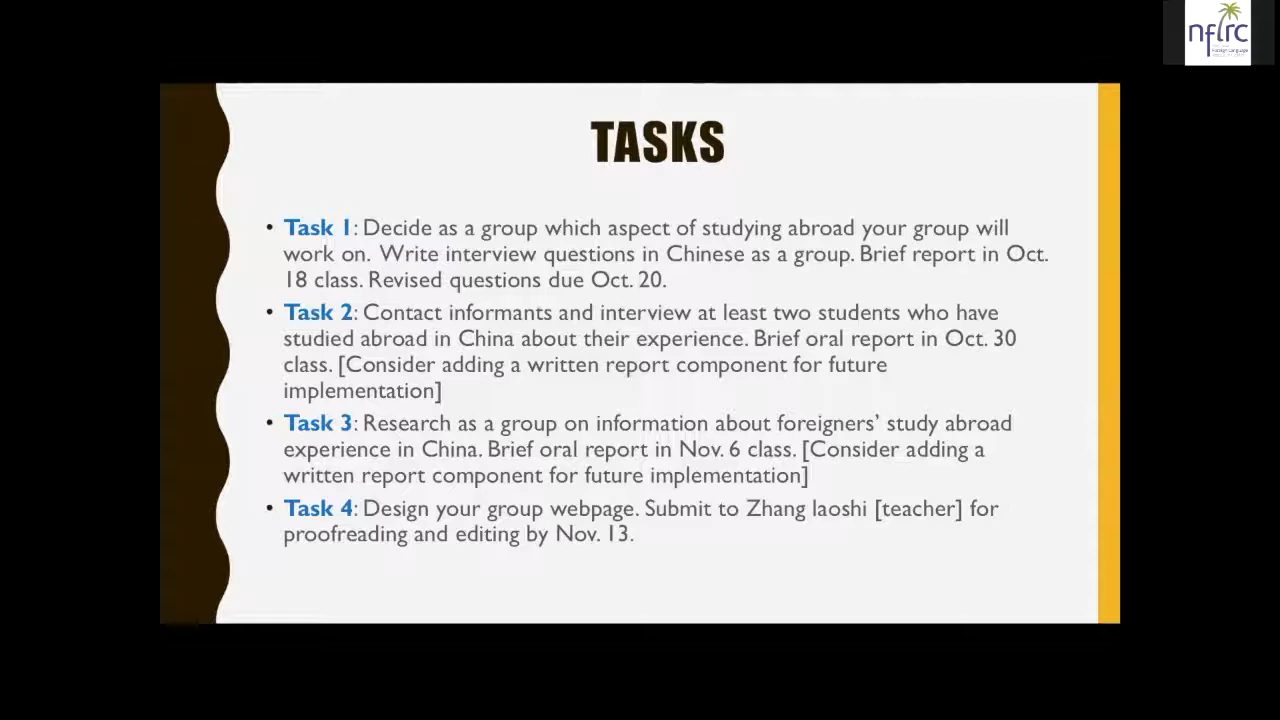 nflrc
Foreign Language
TASKS
• Task 1: Decide as a group which aspect of studying abroad your group will
work on. Write interview questions in Chinese as a group. Brief report in Oct.
18 class. Revised questions due Oct. 20.
• Task 2: Contact informants and interview at least two students who have
studied abroad in China about their experience. Brief oral report in Oct. 30
class. [Consider adding a written report component for future
implementation]
• Task 3: Research as a group on information about foreigners’ study abroad
experience in China. Brief oral report in Nov. 6 class. [Consider adding a
written report component for future implementation]
• Task 4: Design your group webpage. Submit to Zhang laoshi [teacher] for
proofreading and editing by Nov. 13.